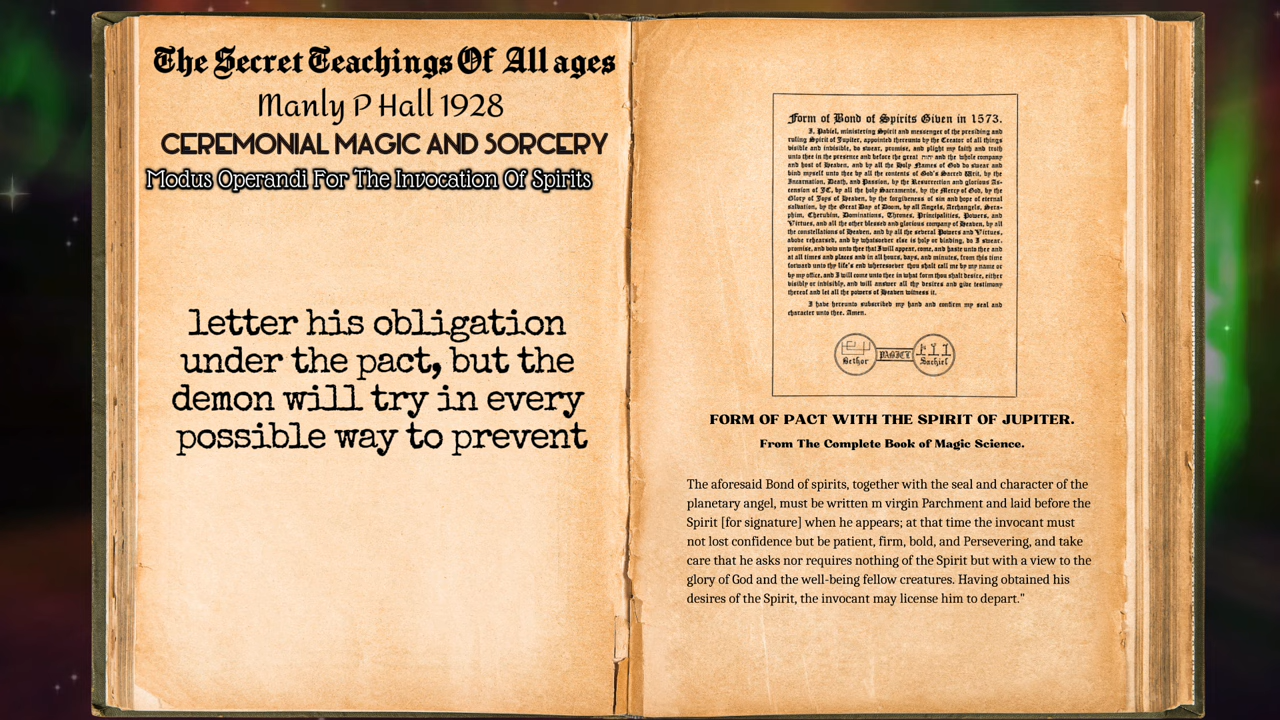 The Secret Teachings Of All ages
Manly P Hall 1928
CEREMONIAL MAGIC AND SORCERY
Modus Operandi For The Invocation Of Spirits
letter his obligation
under the pact, but the
demon will try in every
possible way to prevent
Form of Bond of Spirits Given in 1573.
I, Pabiel, ministering Spirit and messenger of the presiding and
ruling Spirit of Jupiter, appointed thereunto by the Creator of all things
visible and invisible, do swear, promise, and plight my faith and troth
unto thee in the presence and before the great and the whole company
and host of Heaven, and by all the Holy Names of God do swear and
bind myself unto thee by all the contents of God's Sacred Writ, by the
Incarnation, Death, and Passion, by the Resurrection and glorious As-
cension of J.C, by all the holy Sacraments, by the Mercy of God, by the
Glory of Joys of Heaven, by the forgiveness of sin and hope of eternal
salvation, by the Great Day of Doom, by all Angels, Archangels, Sera-
phim, Cherubim, Dominations, Thrones, Principalities, Powers, and
Virtues, and all the other blessed and glorious company of Heaven, by all
the constellations of Heaven, and by all the several Powers and Virtues,
above rehearsed, and by whatsoever else is holy or binding, do I swear,
promise, and vow unto thee that I will appear, come, and haste unto thee and
at all times and places and in all hours, days, and minutes, from this time
forward unto thy life's end wheresoever thou shalt call me by my name or
by my office, and I will come unto thee in what form thou shalt desire, either
visibly or invisibly, and will answer all thy desires and give testimony
thereof and let all the powers of Heaven witness it.
I have hereunto subscribed my hand and confirm my seal and
character unto thee. Amen.
Bethor PABIEL Sachiel
FORM OF PACT WITH THE SPIRIT OF JUPITER.
From The Complete Book of Magic Science.
The aforesaid Bond of spirits, together with the seal and character of the
planetary angel, must be written m virgin Parchment and laid before the
Spirit [for signature] when he appears; at that time the invocant must
not lost confidence but be patient, firm, bold, and Persevering, and take
care that he asks nor requires nothing of the Spirit but with a view to the
glory of God and the well-being fellow creatures. Having obtained his
desires of the Spirit, the invocant may license him to depart."